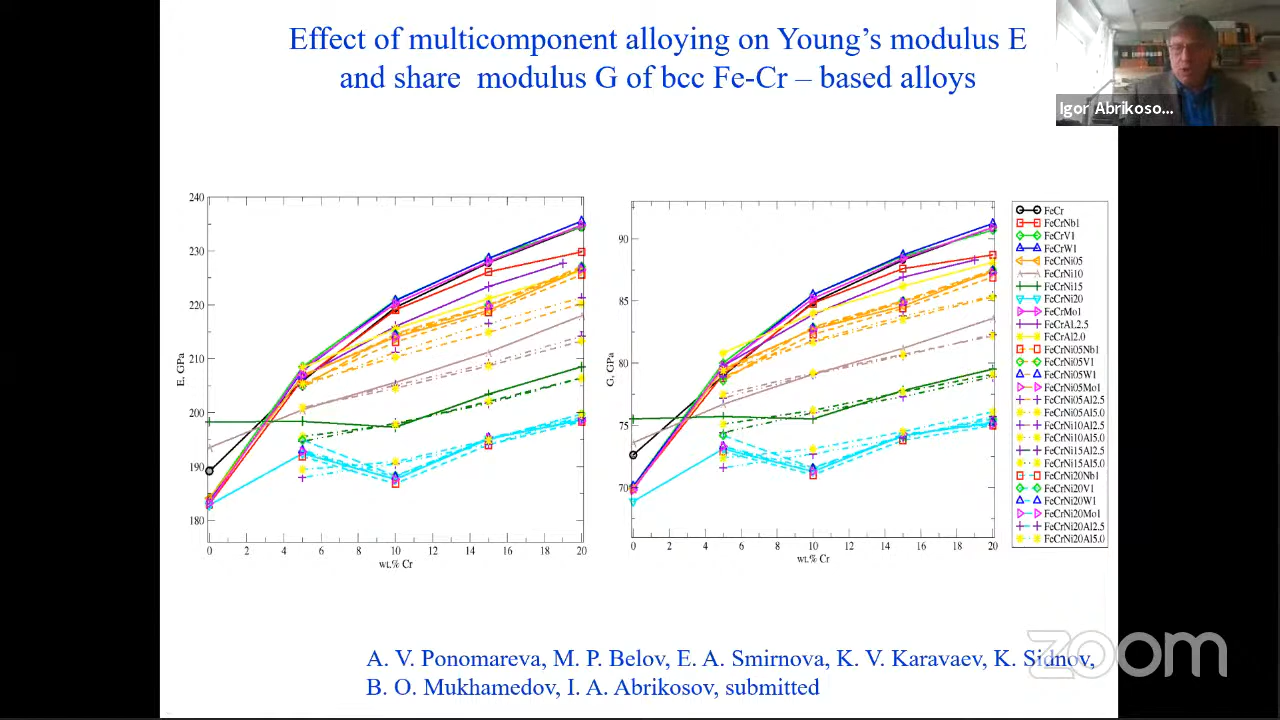 Effect of multicomponent alloying on Young's modulus E
and share modulus G of bcc Fe-Cr – based alloys
Igor Abrikoso...
240
230
220
210
200
190
180
E, GPa
0 2 4 6 8 10 12 14 16 18 20
wt.% Cr
90
85
80
75
70
G, GPa
0 2 4 6 8 10 12 14 16 18 20
wt.% Cr
FeCr
FeCrNb1
FeCrV1
FeCrW1
FeCrNi05
FeCrNi10
FeCrNi15
FeCrNi20
FeCrMo1
FeCrAL2.5
FeCrAl2.0
FeCrNi05Nb1
FeCrNi05V1
FeCrNi05W1
FeCrNi05Mo1
FeCrNi05Al2.5
FeCrNi05Al5.0
FeCrNi10Al2.5
FeCrNi10Al5.0
FeCrNi15Al2.5
FeCrNi15Al5.0
FeCrNi20Nb1
FeCrNi20V1
FeCrNi20W1
FeCrNi20Mo1
FeCrNi20Al2.5
FeCrNi20Al5.0
A. V. Ponomareva, M. P. Belov, E. A. Smirnova, K. V. Karavaev, K. Sidnov,
B. O. Mukhamedov, I. A. Abrikosov, submitted
zoom